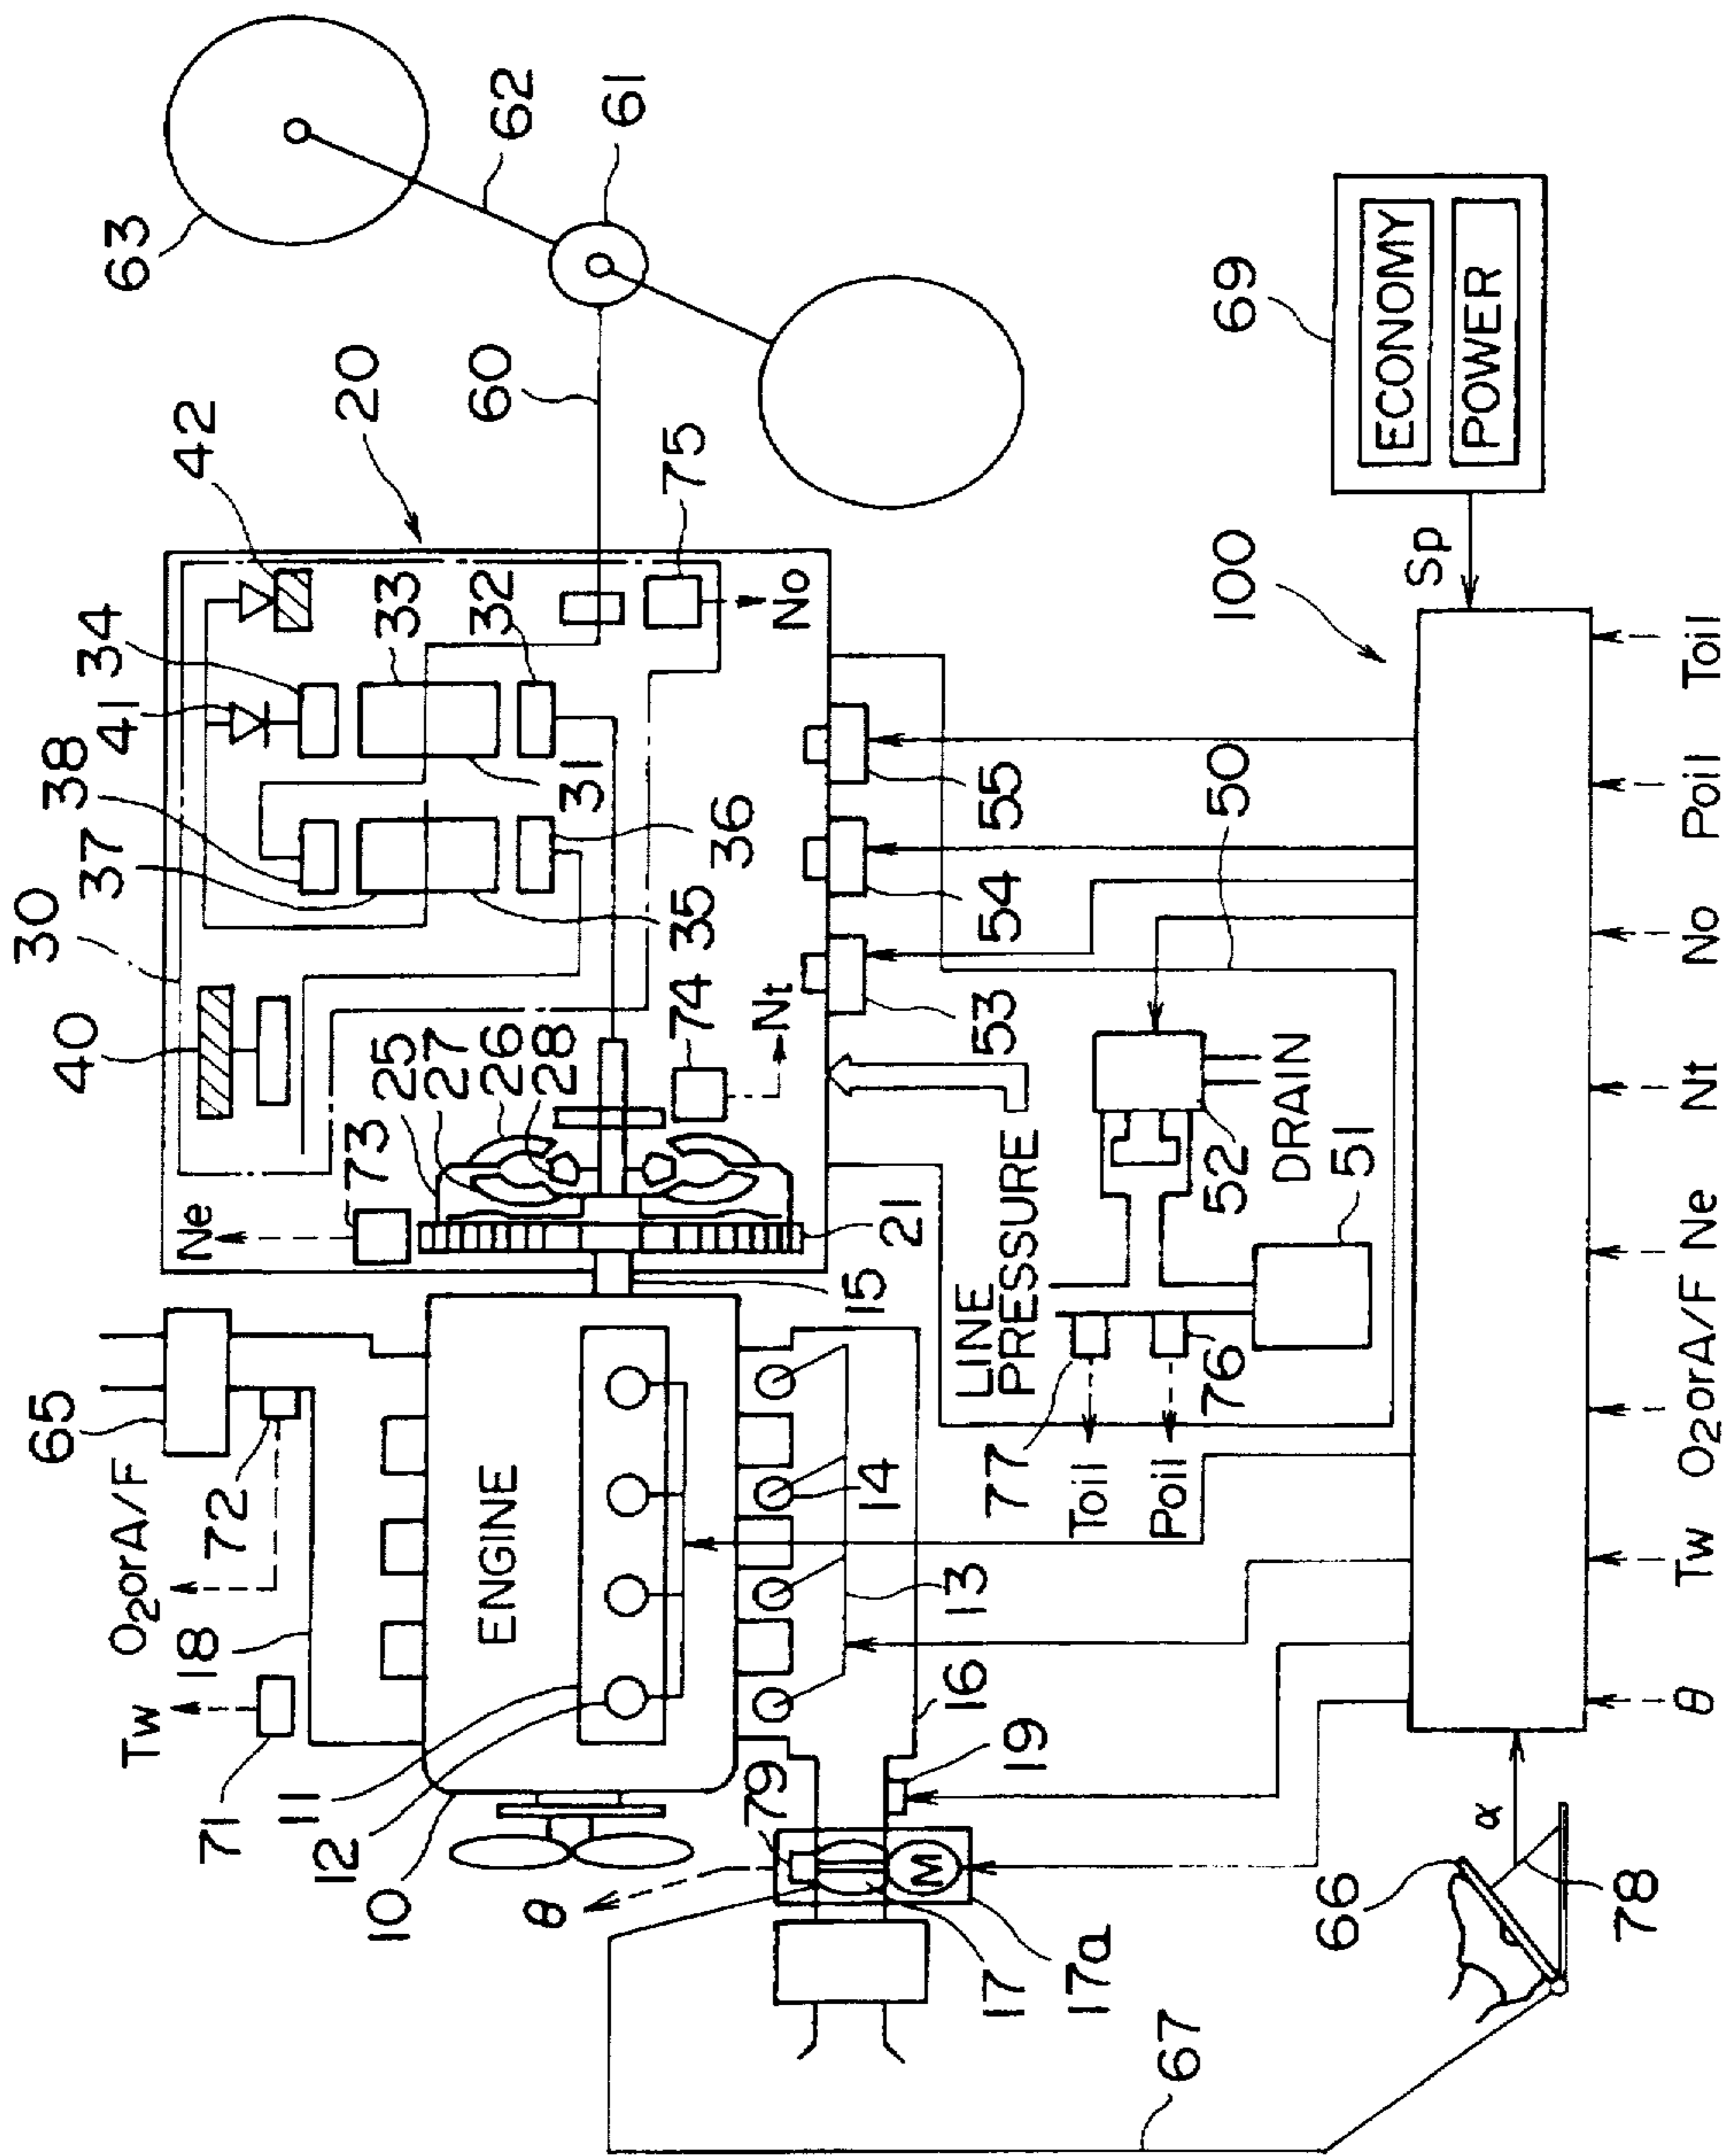 63
62
61
60
20
42
34
41
38
37
30
40
33
32
31
36
35
75
No
25
27
26
28
74
Nt
73
Ne
21
15
65
O2orA/F
72
18
Tw
71
ENGINE
11
12
10
14
13
16
19
79
θ
M
17
17a
67
66
78
α
55
54
53
50
LINE
PRESSURE
52
DRAIN
51
77
76
Toil
Poil
69
ECONOMY
POWER
Sp
100
θ Tw O2orA/F Ne Nt No Poil Toil